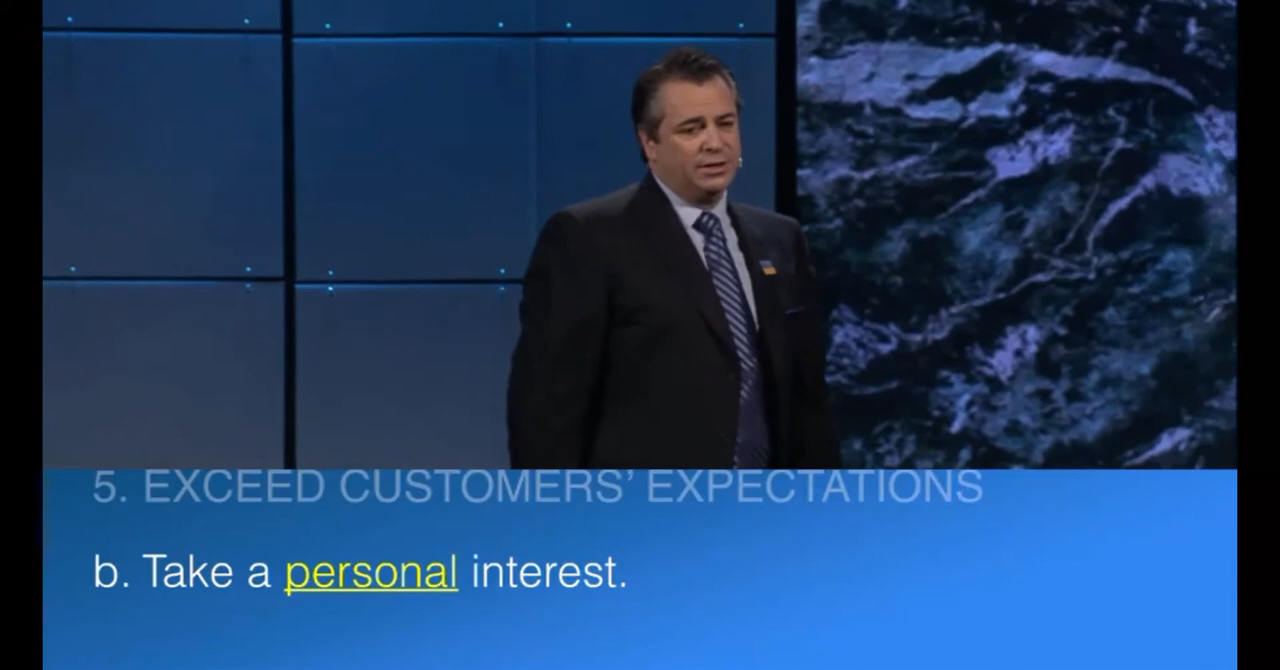 5. EXCEED CUSTOMERS’ EXPECTATIONS
b. Take a personal interest.